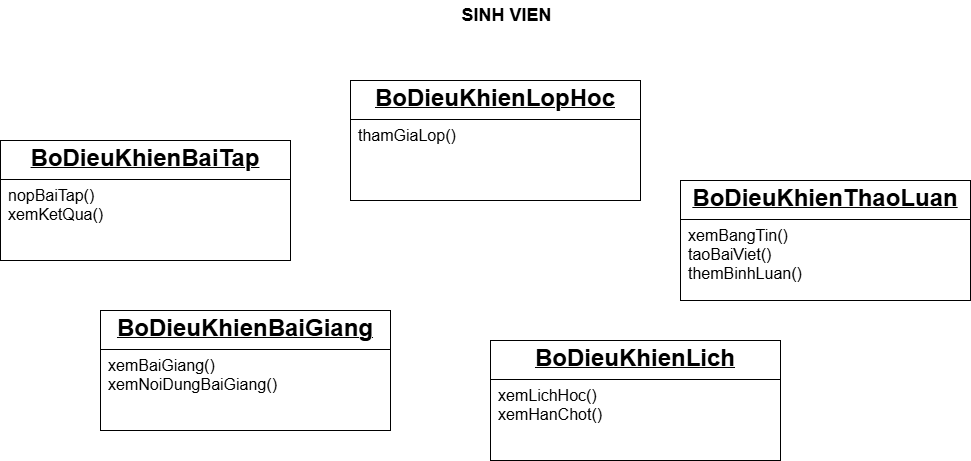 SINH VIEN
BoDieuKhienLopHoc
thamGiaLop()
BoDieuKhienBaiTap
nopBaiTap()
xemKetQua()
BoDieuKhienThaoLuan
xemBangTin()
taoBaiViet()
themBinhLuan()
BoDieuKhienBaiGiang
xemBaiGiang()
xemNoiDungBaiGiang()
BoDieuKhienLich
xemLichHoc()
xemHanChot()